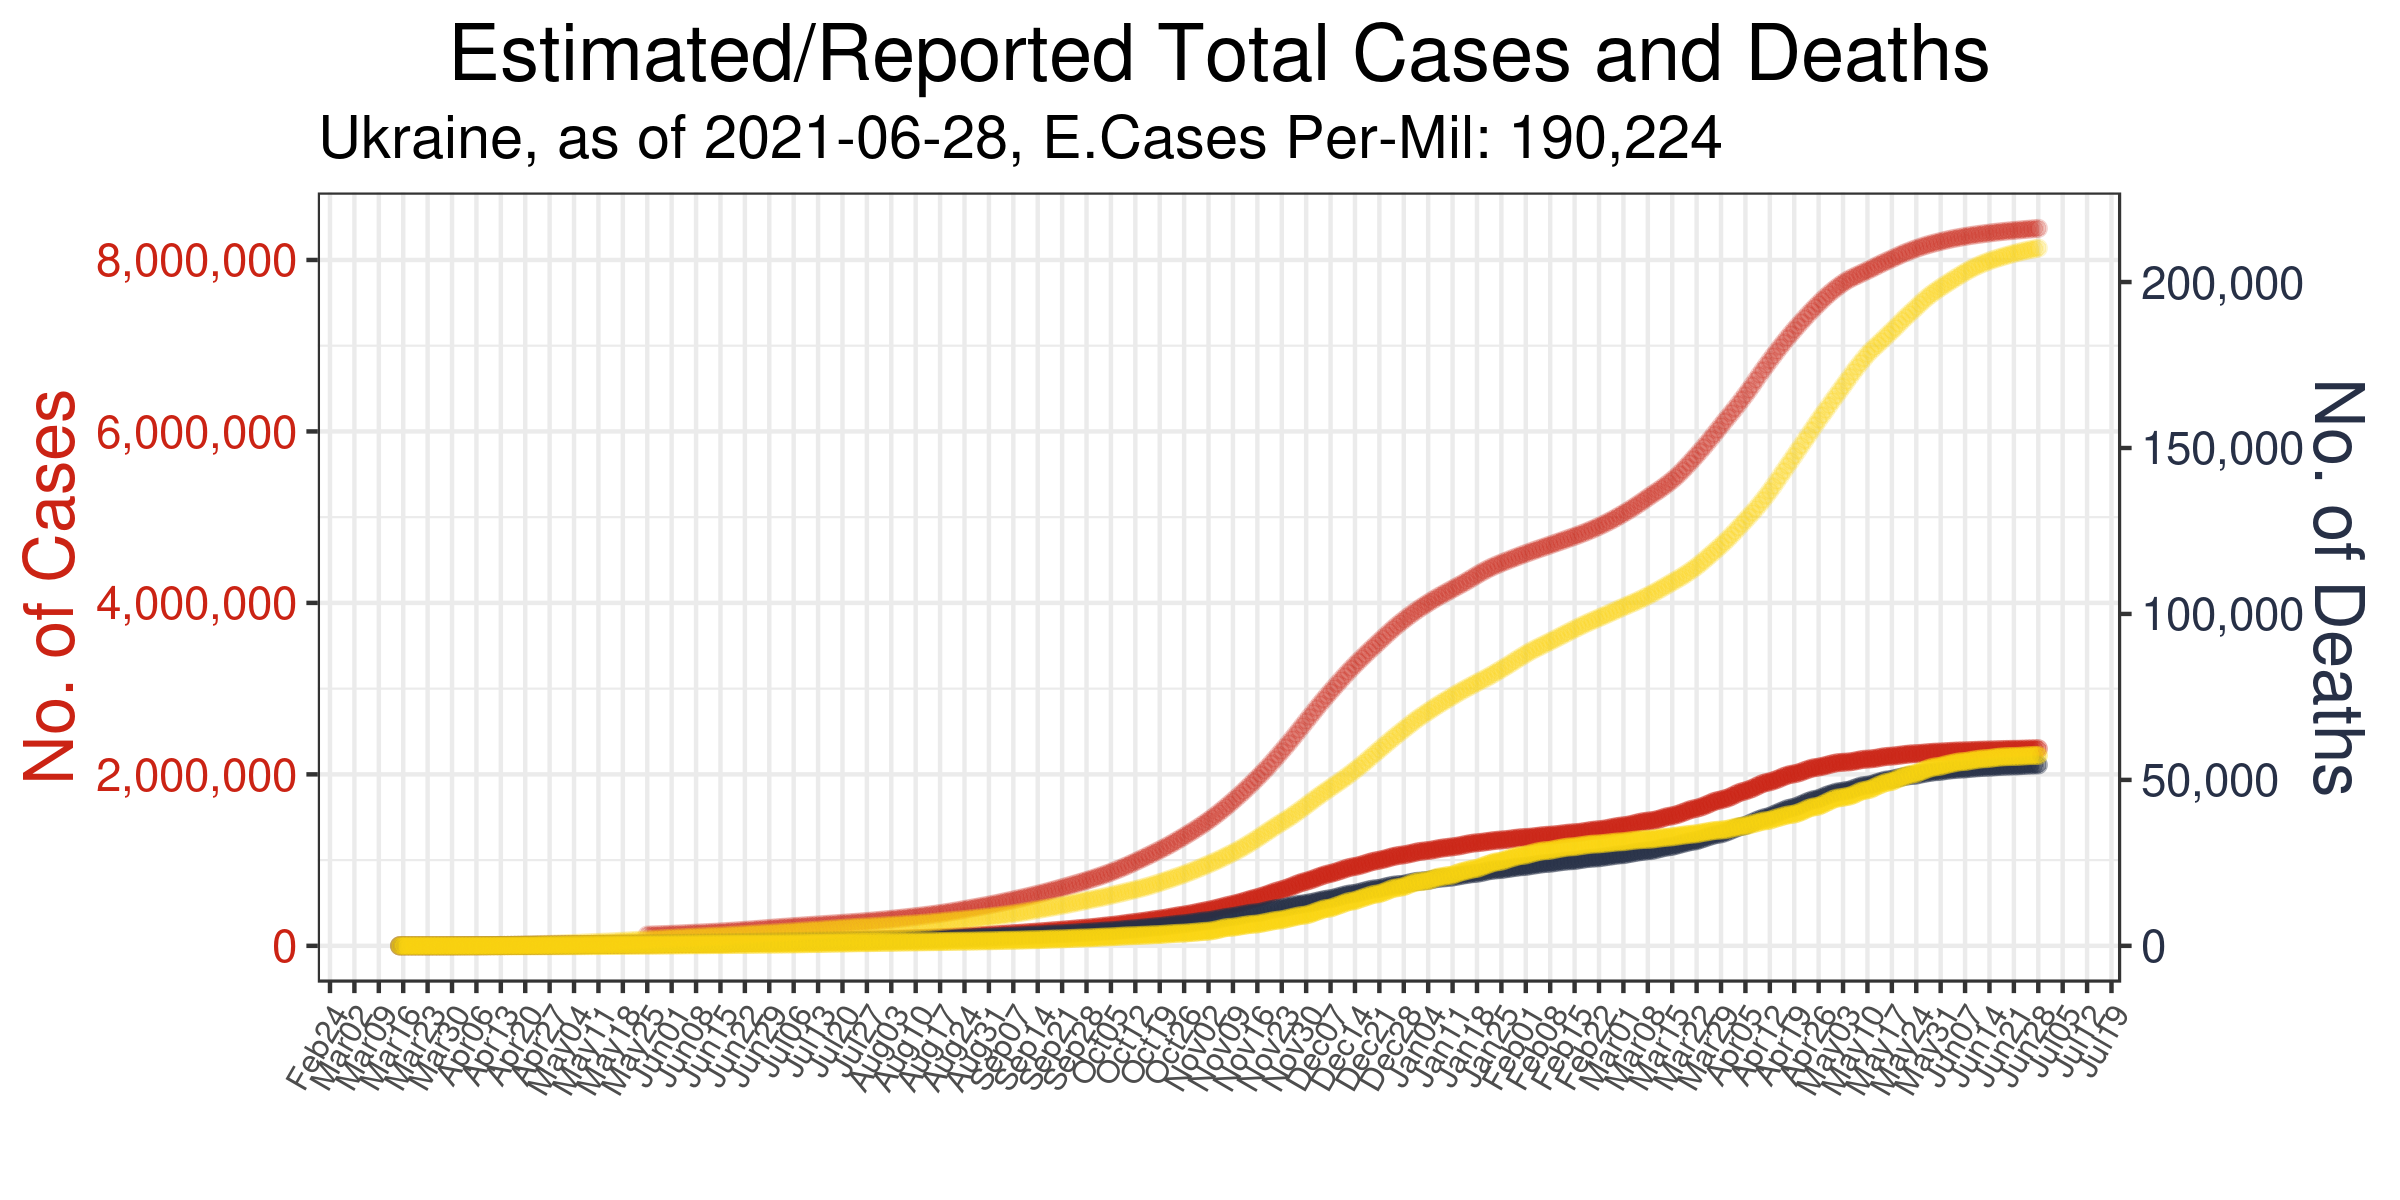 Estimated/Reported Total Cases and Deaths
Ukraine, as of 2021-06-28, E.Cases Per-Mil: 190,224
No. of Cases
8,000,000
6,000,000
4,000,000
2,000,000
0
200,000
150,000
100,000
50,000
0
No. of Deaths
Feb24
Mar02
Mar09
Mar16
Mar23
Mar30
Apr06
Apr13
Apr20
Apr27
May04
May11
May18
May25
Jun01
Jun08
Jun15
Jun22
Jun29
Jul06
Jul13
Jul20
Jul27
Aug03
Aug10
Aug17
Aug24
Aug31
Sep07
Sep14
Sep21
Sep28
Oct05
Oct12
Oct19
Oct26
Nov02
Nov09
Nov16
Nov23
Nov30
Dec07
Dec14
Dec21
Dec28
Jan04
Jan11
Jan18
Jan25
Feb01
Feb08
Feb15
Feb22
Mar01
Mar08
Mar15
Mar22
Mar29
Apr05
Apr12
Apr19
Apr26
May03
May10
May17
May24
May31
Jun07
Jun14
Jun21
Jun28
Jul05
Jul12
Jul19